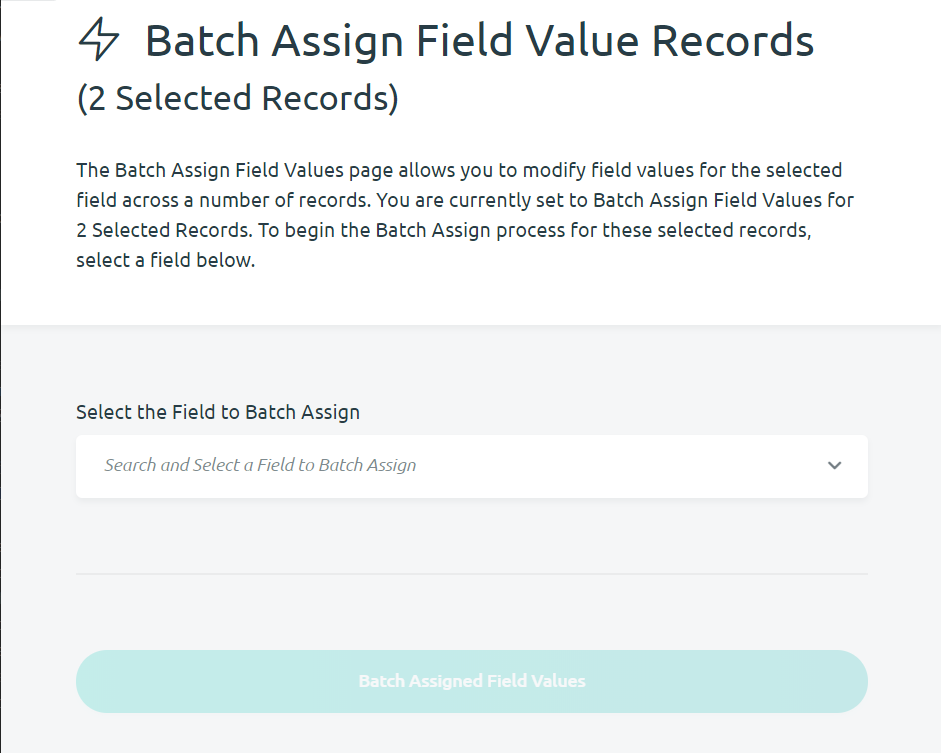 Batch Assign Field Value Records
(2 Selected Records)
The Batch Assign Field Values page allows you to modify field values for the selected
field across a number of records. You are currently set to Batch Assign Field Values for
2 Selected Records. To begin the Batch Assign process for these selected records,
select a field below.
Select the Field to Batch Assign
Search and Select a Field to Batch Assign
Batch Assigned Field Values